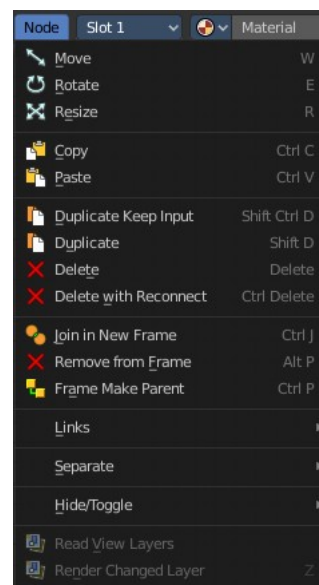 Node Slot 1 Material
Move W
Rotate E
Resize R
Copy Ctrl C
Paste Ctrl V
Duplicate Keep Input Shift Ctrl D
Duplicate Shift D
Delete Delete
Delete with Reconnect Ctrl Delete
Join in New Frame Ctrl J
Remove from Frame Alt P
Frame Make Parent Ctrl P
Links
Separate
Hide/Toggle
Read View Layers
Render Changed Layer Z